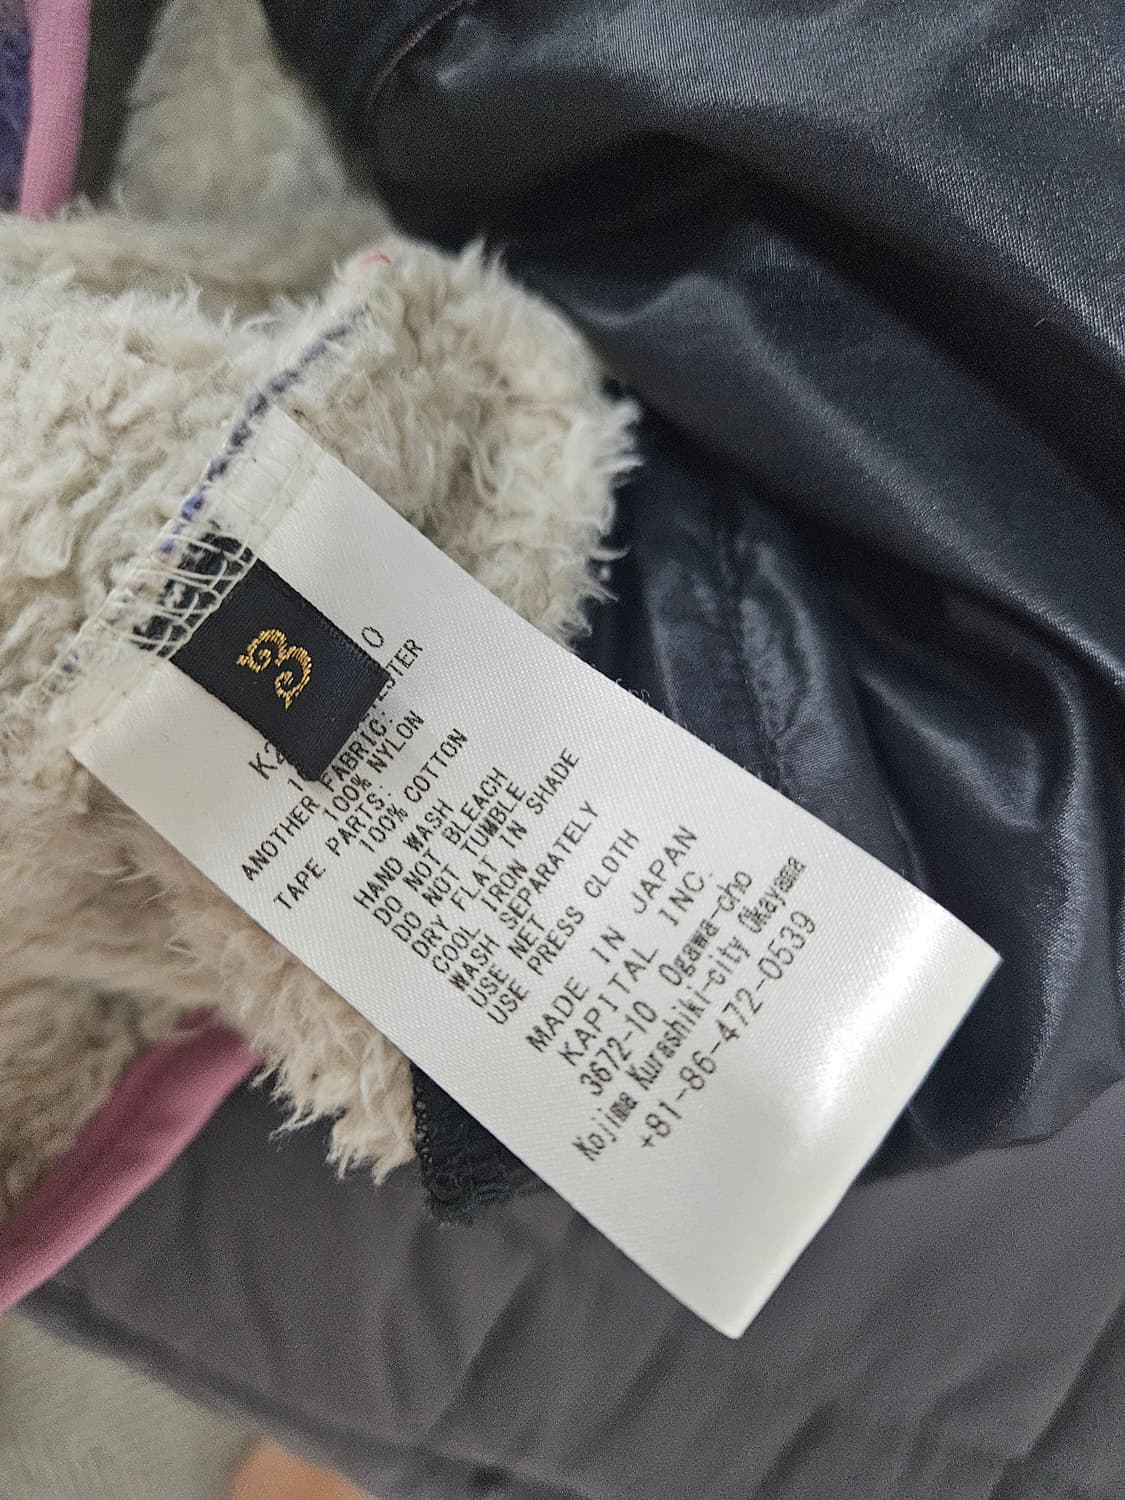 3
ANOTHER FABRIC:
100% NYLON
TAPE PARTS:
100% COTTON
HAND WASH
DO NOT BLEACH
DO NOT TUMBLE
DRY FLAT IN SHADE
COOL IRON
WASH SEPARATELY
USE NET
USE PRESS CLOTH
MADE IN JAPAN
KAPITAL INC.
3672-10 Ogawa-cho
Kojima Kurashiki-city Okayama
+81-86-472-0539